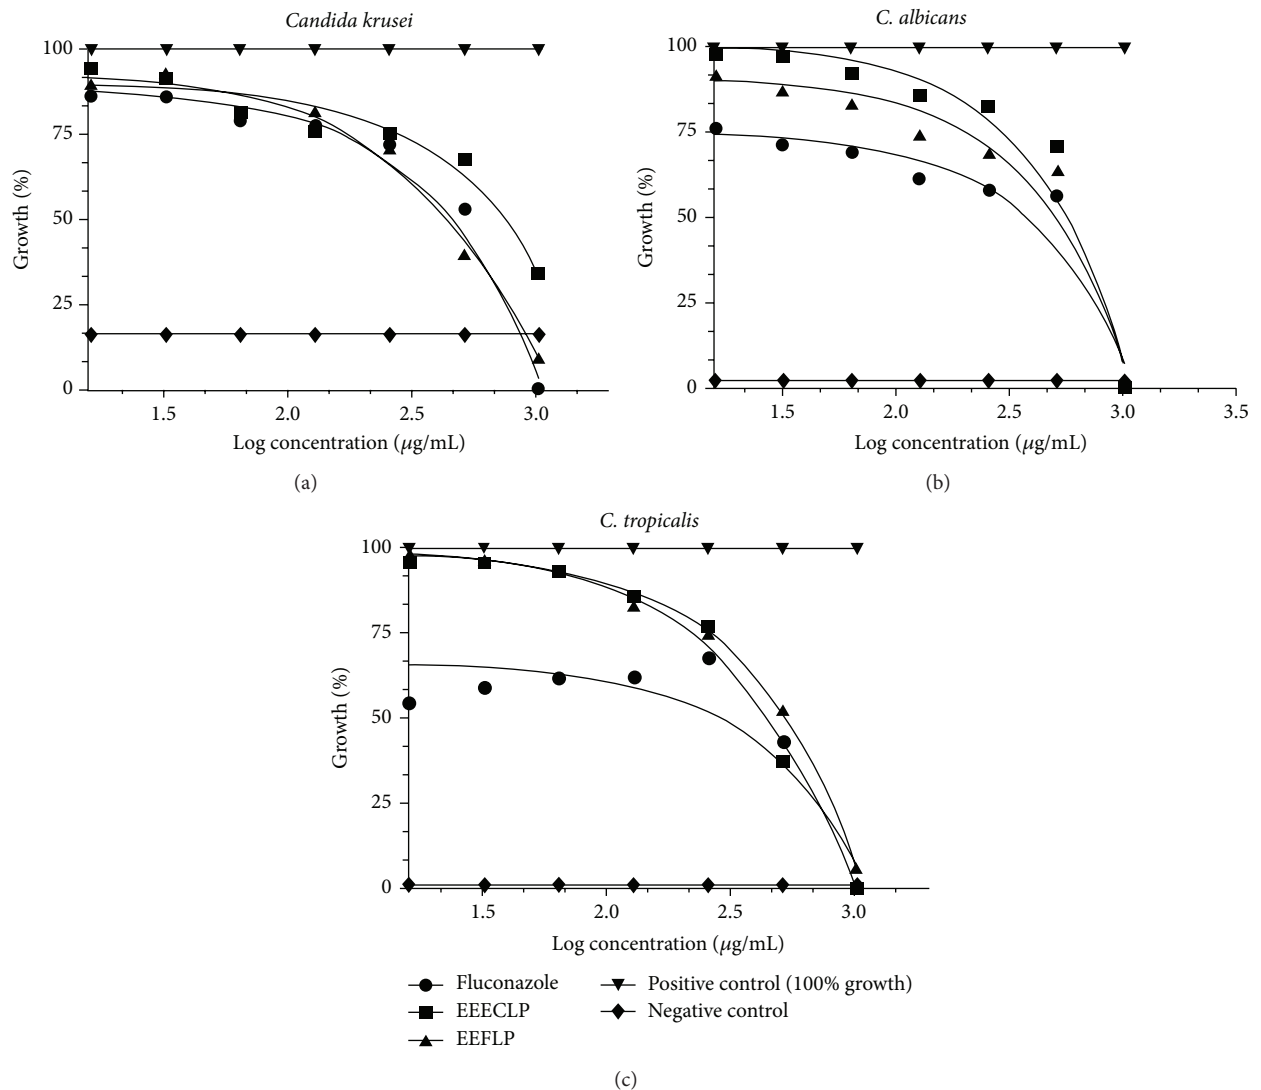 Candida krusei
100
75
50
25
0
Growth (%)
1.5 2.0 2.5 3.0
Log concentration (μg/mL)
(a)
C. albicans
100
75
50
25
0
Growth (%)
1.5 2.0 2.5 3.0 3.5
Log concentration (μg/mL)
(b)
C. tropicalis
100
75
50
25
0
Growth (%)
1.5 2.0 2.5 3.0
Log concentration (μg/mL)
Fluconazole
EEECLP
EEFLP
Positive control (100% growth)
Negative control
(c)